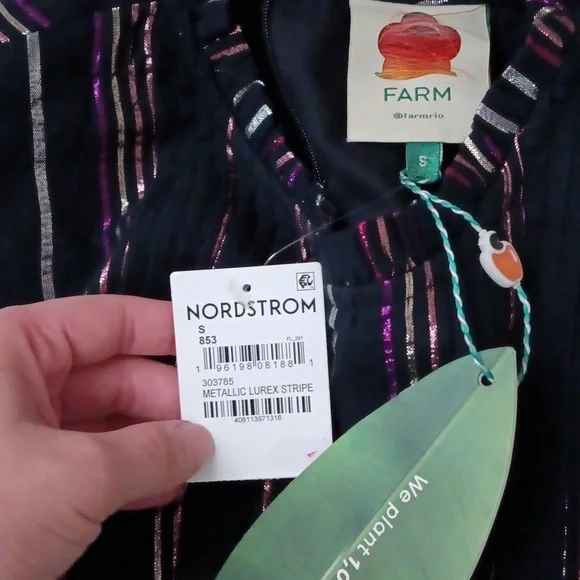 FARM
@farmrio
S
NORDSTROM
S
853
FL_281
1 96198 08188 1
303785
METALLIC LUREX STRIPE
408113971316
We plant 1,0